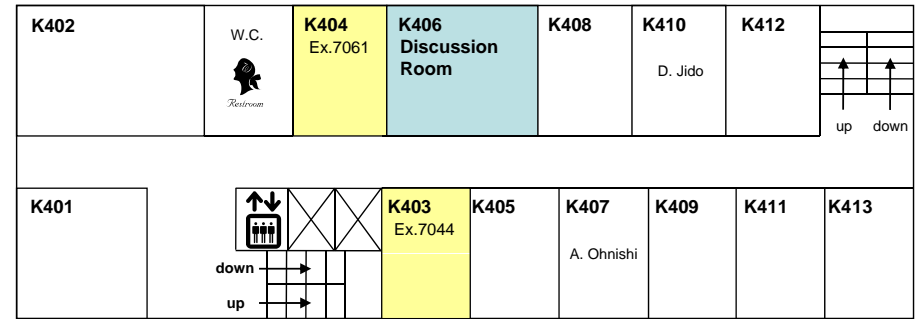 K402
W.C.
Restroom
K404
Ex.7061
K406
Discussion
Room
K408
K410
D. Jido
K412
up down
K401
K403
Ex.7044
K405
K407
A. Ohnishi
K409
K411
K413
down
up